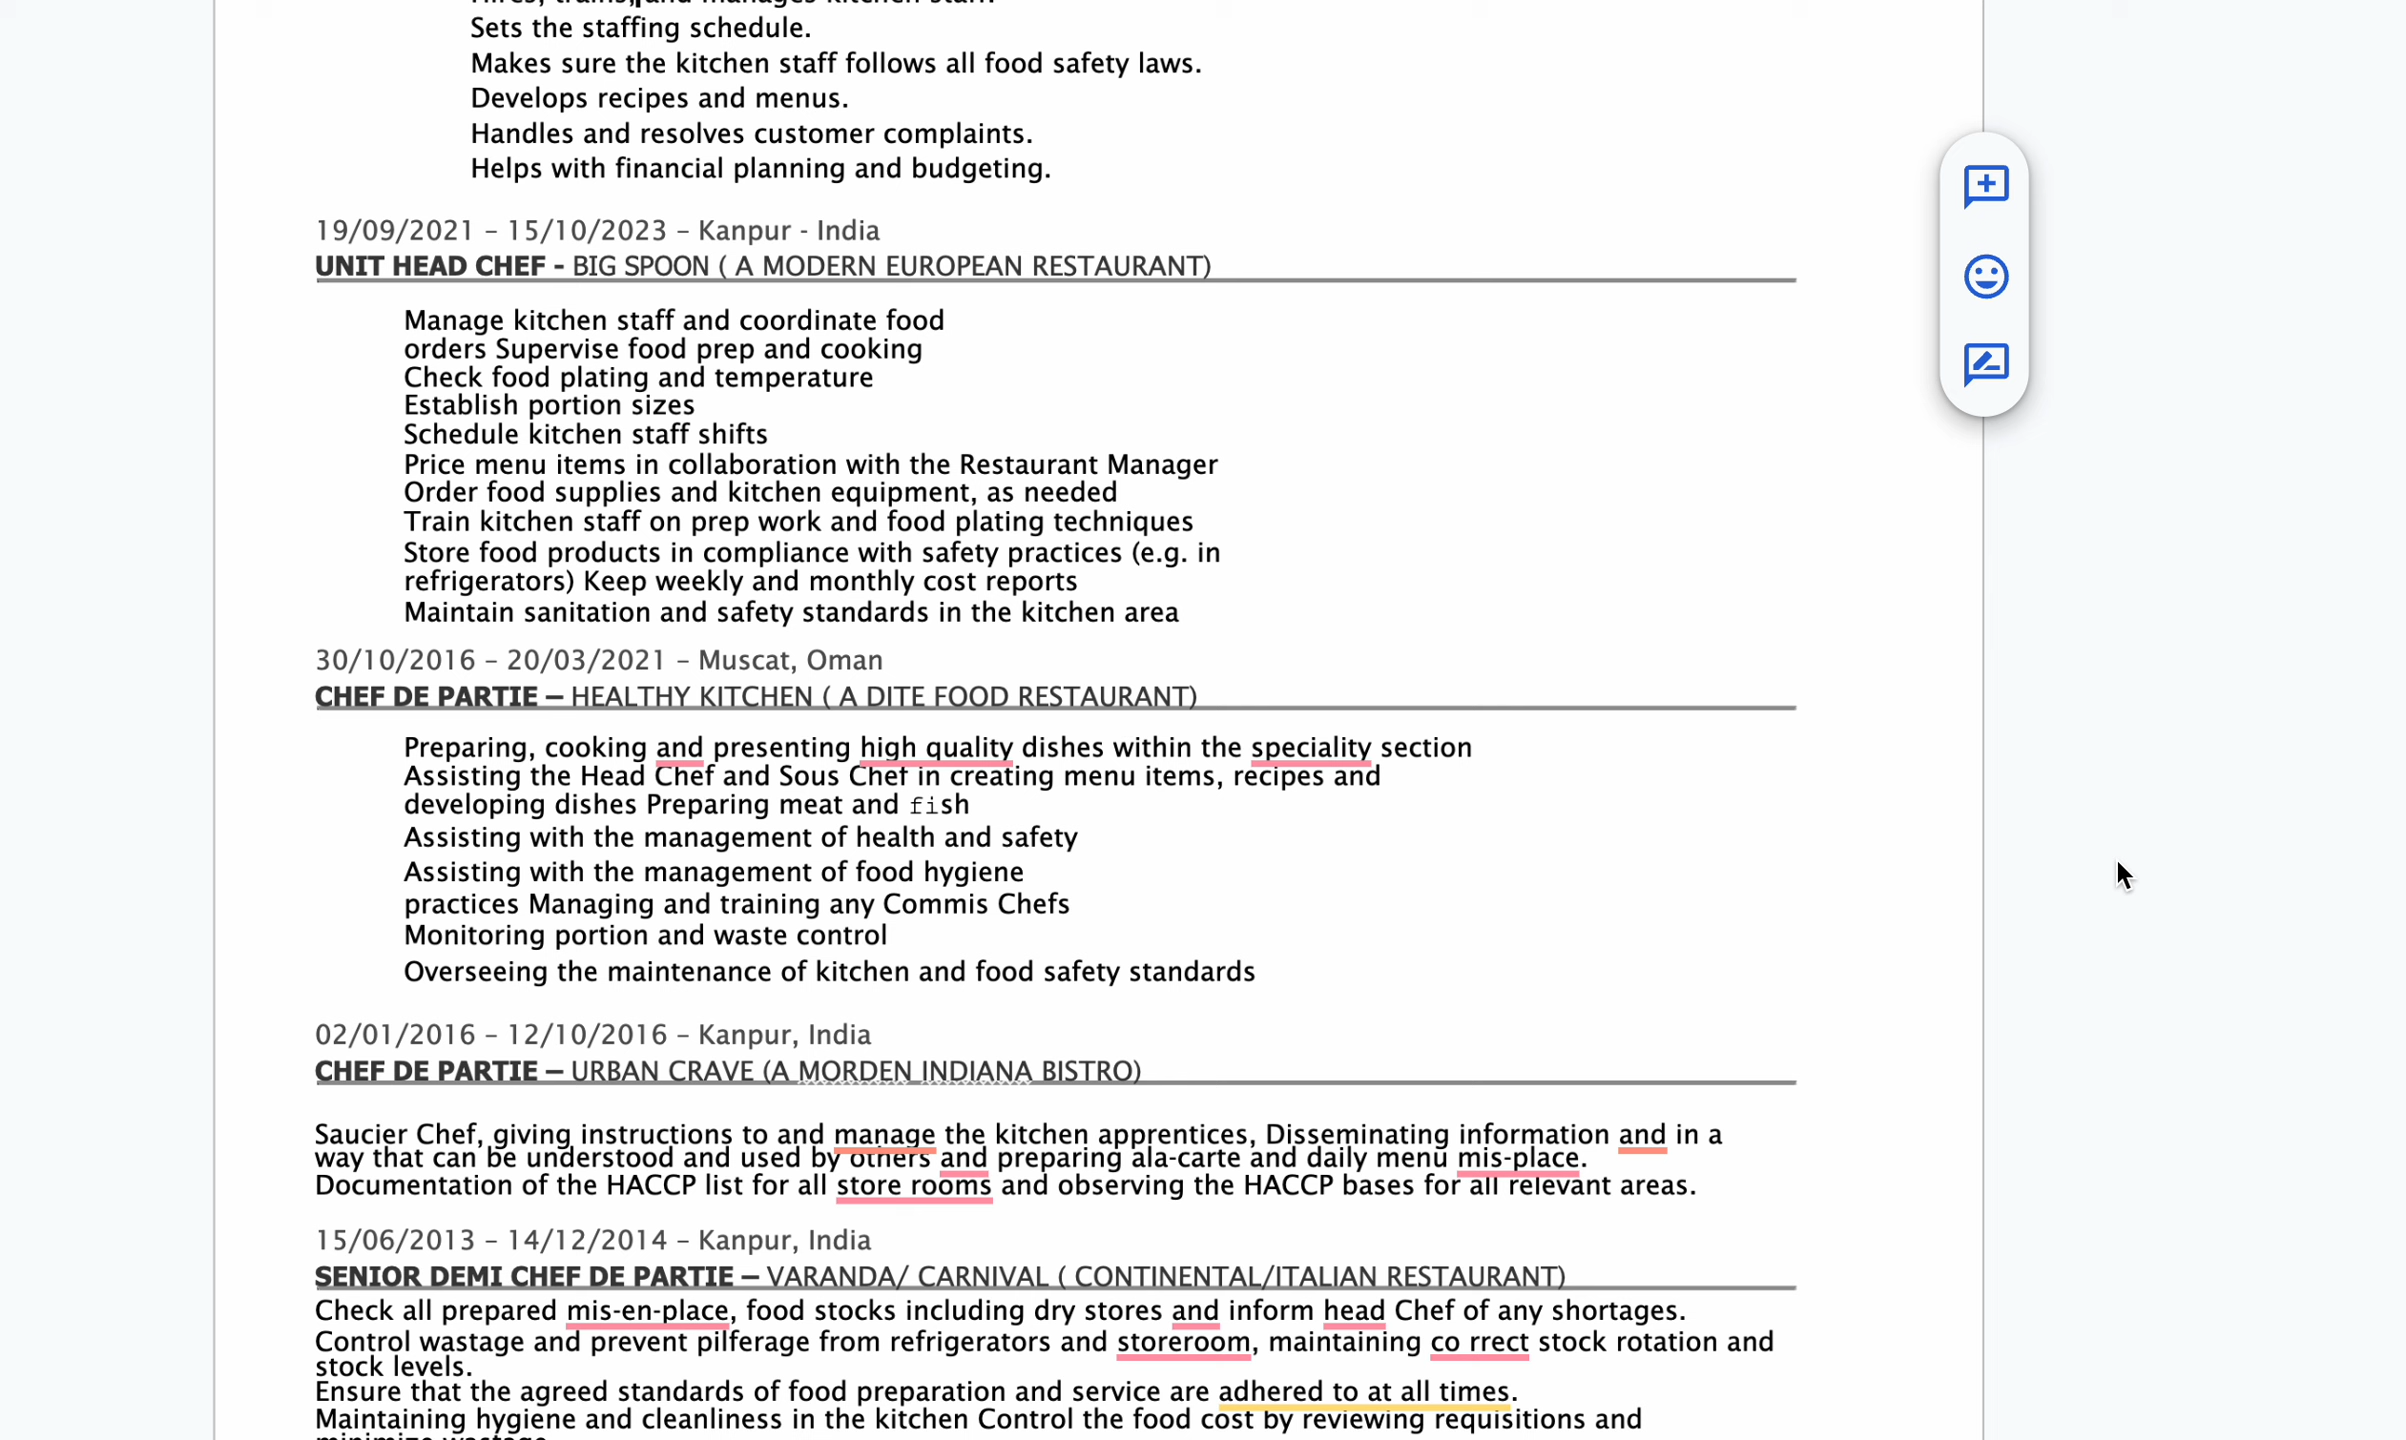 Hires, trains, and manages kitchen staff.
Sets the staffing schedule.
Makes sure the kitchen staff follows all food safety laws.
Develops recipes and menus.
Handles and resolves customer complaints.
Helps with financial planning and budgeting.
19/09/2021 – 15/10/2023 – Kanpur - India
UNIT HEAD CHEF - BIG SPOON ( A MODERN EUROPEAN RESTAURANT)
Manage kitchen staff and coordinate food
orders Supervise food prep and cooking
Check food plating and temperature
Establish portion sizes
Schedule kitchen staff shifts
Price menu items in collaboration with the Restaurant Manager
Order food supplies and kitchen equipment, as needed
Train kitchen staff on prep work and food plating techniques
Store food products in compliance with safety practices (e.g. in
refrigerators) Keep weekly and monthly cost reports
Maintain sanitation and safety standards in the kitchen area
30/10/2016 – 20/03/2021 – Muscat, Oman
CHEF DE PARTIE – HEALTHY KITCHEN ( A DITE FOOD RESTAURANT)
Preparing, cooking and presenting high quality dishes within the speciality section
Assisting the Head Chef and Sous Chef in creating menu items, recipes and
developing dishes Preparing meat and fish
Assisting with the management of health and safety
Assisting with the management of food hygiene
practices Managing and training any Commis Chefs
Monitoring portion and waste control
Overseeing the maintenance of kitchen and food safety standards
02/01/2016 – 12/10/2016 – Kanpur, India
CHEF DE PARTIE – URBAN CRAVE (A MORDEN INDIANA BISTRO)
Saucier Chef, giving instructions to and manage the kitchen apprentices, Disseminating information and in a
way that can be understood and used by others and preparing ala-carte and daily menu mis-place.
Documentation of the HACCP list for all store rooms and observing the HACCP bases for all relevant areas.
15/06/2013 – 14/12/2014 – Kanpur, India
SENIOR DEMI CHEF DE PARTIE – VARANDA/ CARNIVAL ( CONTINENTAL/ITALIAN RESTAURANT)
Check all prepared mis-en-place, food stocks including dry stores and inform head Chef of any shortages.
Control wastage and prevent pilferage from refrigerators and storeroom, maintaining co rrect stock rotation and
stock levels.
Ensure that the agreed standards of food preparation and service are adhered to at all times.
Maintaining hygiene and cleanliness in the kitchen Control the food cost by reviewing requisitions and
minimize wastage